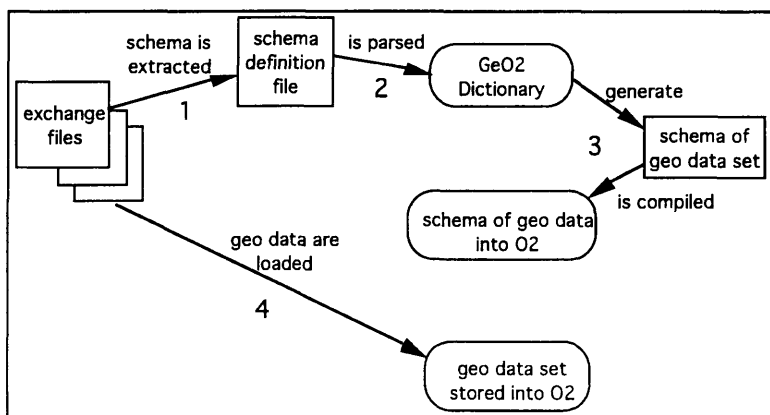 schema is
extracted
1
schema
definition
file
is parsed
2
GeO2
Dictionary
generate
3
schema of
geo data set
is compiled
schema of geo data
into O2
exchange
files
geo data are
loaded
4
geo data set
stored into O2